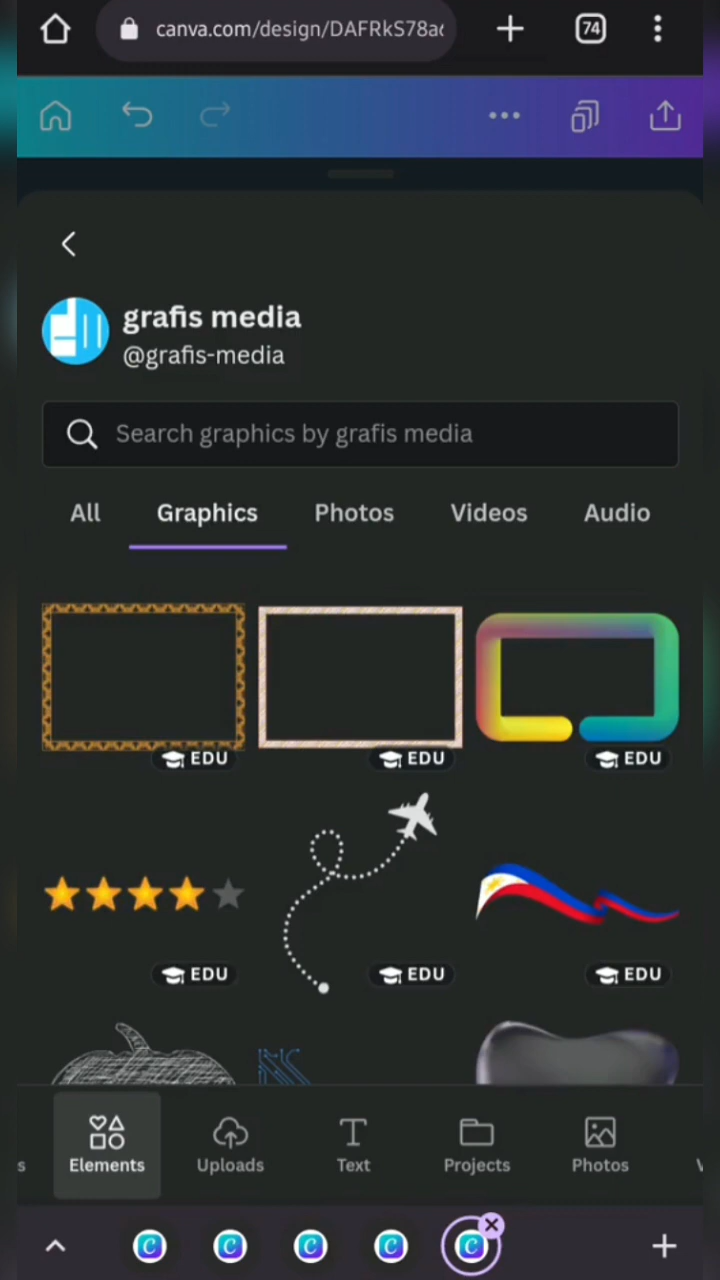 canva.com/design/DAFRkS78a
74
grafis media
@grafis-media
Search graphics by grafis media
All Graphics Photos Videos Audio
EDU EDU EDU
EDU EDU EDU
s Elements Uploads Text Projects Photos
C C C C C